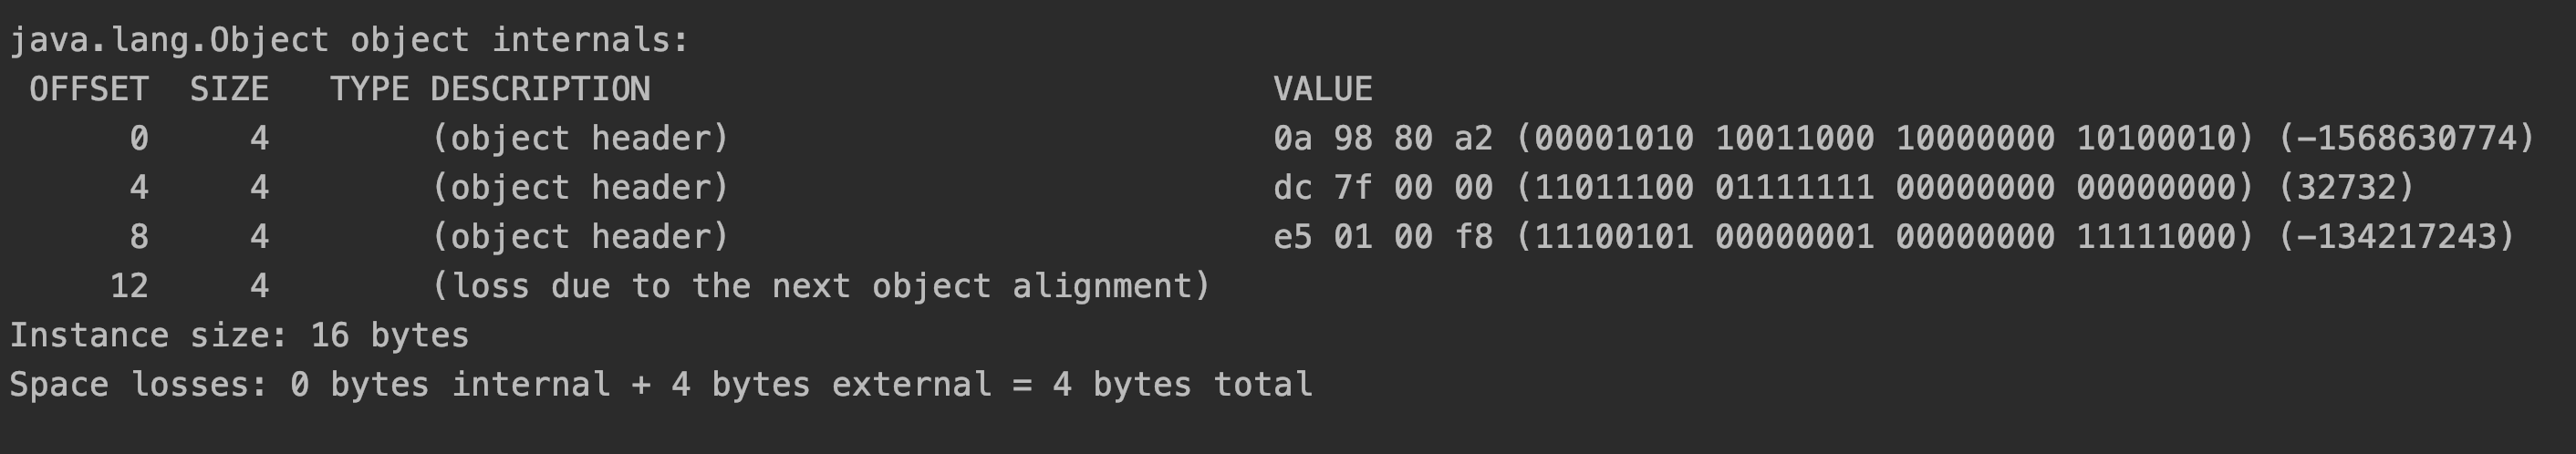 java.lang.Object object internals:
 OFFSET  SIZE   TYPE DESCRIPTION                               VALUE
      0     4        (object header)                           0a 98 80 a2 (00001010 10011000 10000000 10100010) (-1568630774)
      4     4        (object header)                           dc 7f 00 00 (11011100 01111111 00000000 00000000) (32732)
      8     4        (object header)                           e5 01 00 f8 (11100101 00000001 00000000 11111000) (-134217243)
     12     4        (loss due to the next object alignment)
Instance size: 16 bytes
Space losses: 0 bytes internal + 4 bytes external = 4 bytes total